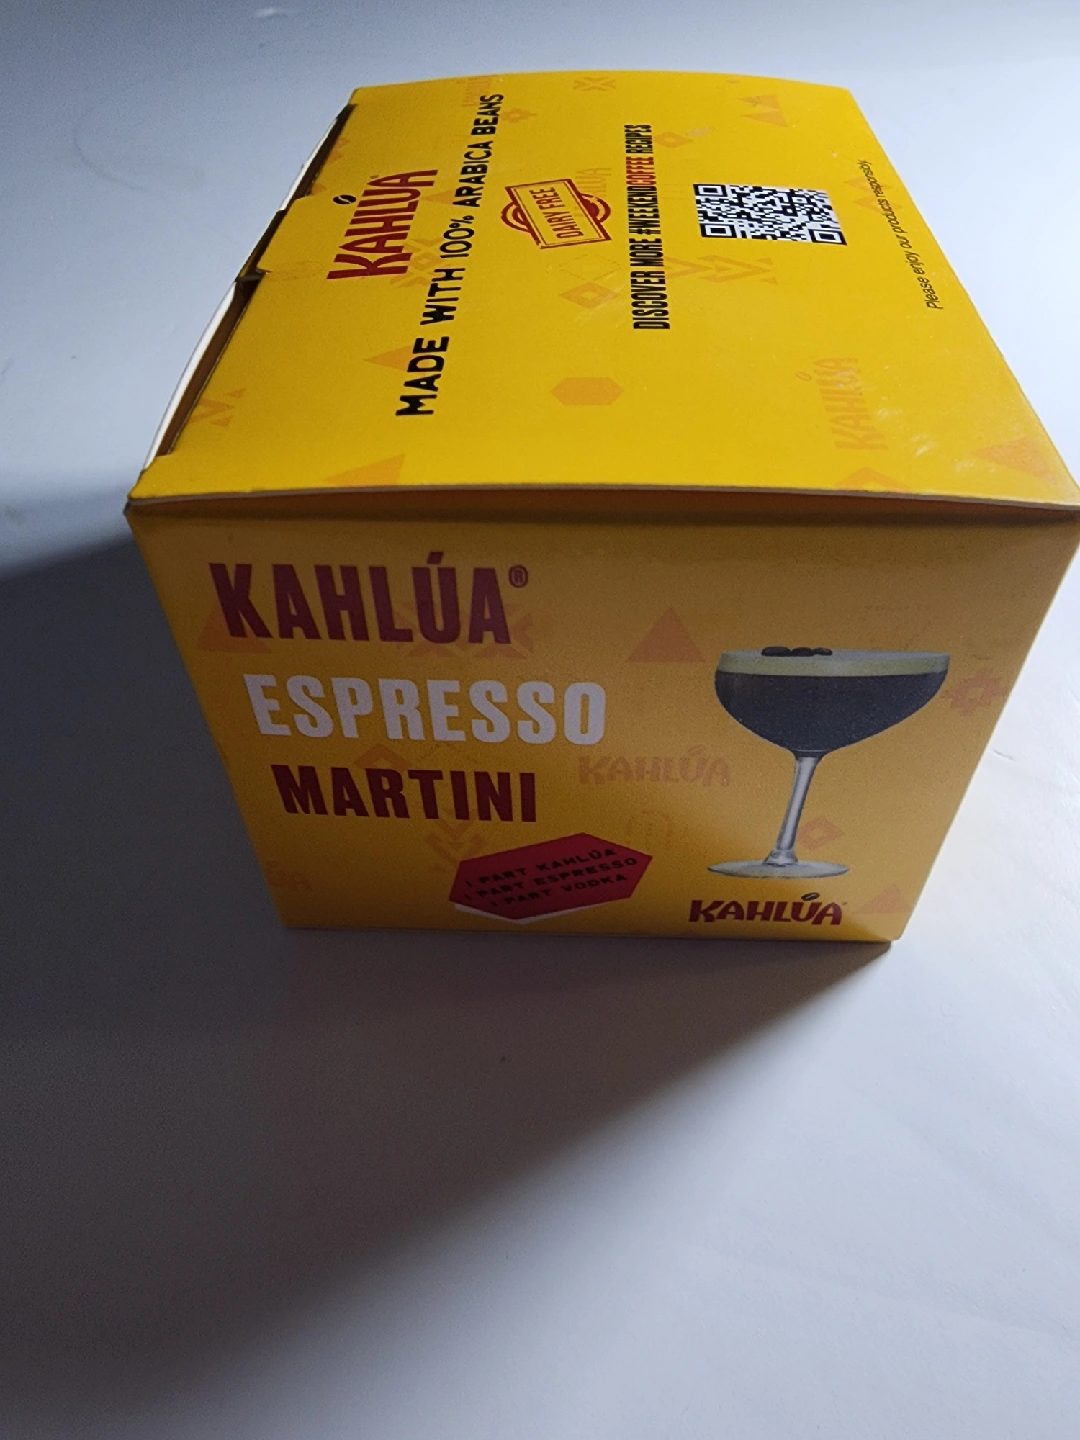 KAHLÚA
MADE WITH 100% ARABICA BEANS
DAIRY FREE
DISCOVER MORE #WEEKENDCOFFEE RECIPES
Please enjoy our products responsibly.
KAHLÚA
KAHLÚA
KAHLÚA®
ESPRESSO
MARTINI
KAHLÚA
1 PART KAHLÚA
1 PART ESPRESSO
1 PART VODKA
KAHLÚA